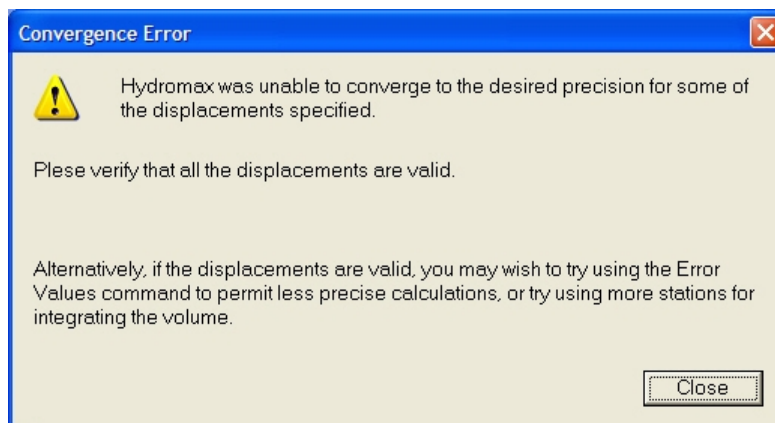 Convergence Error
Hydromax was unable to converge to the desired precision for some of
the displacements specified.
Plese verify that all the displacements are valid.
Alternatively, if the displacements are valid, you may wish to try using the Error
Values command to permit less precise calculations, or try using more stations for
integrating the volume.
Close